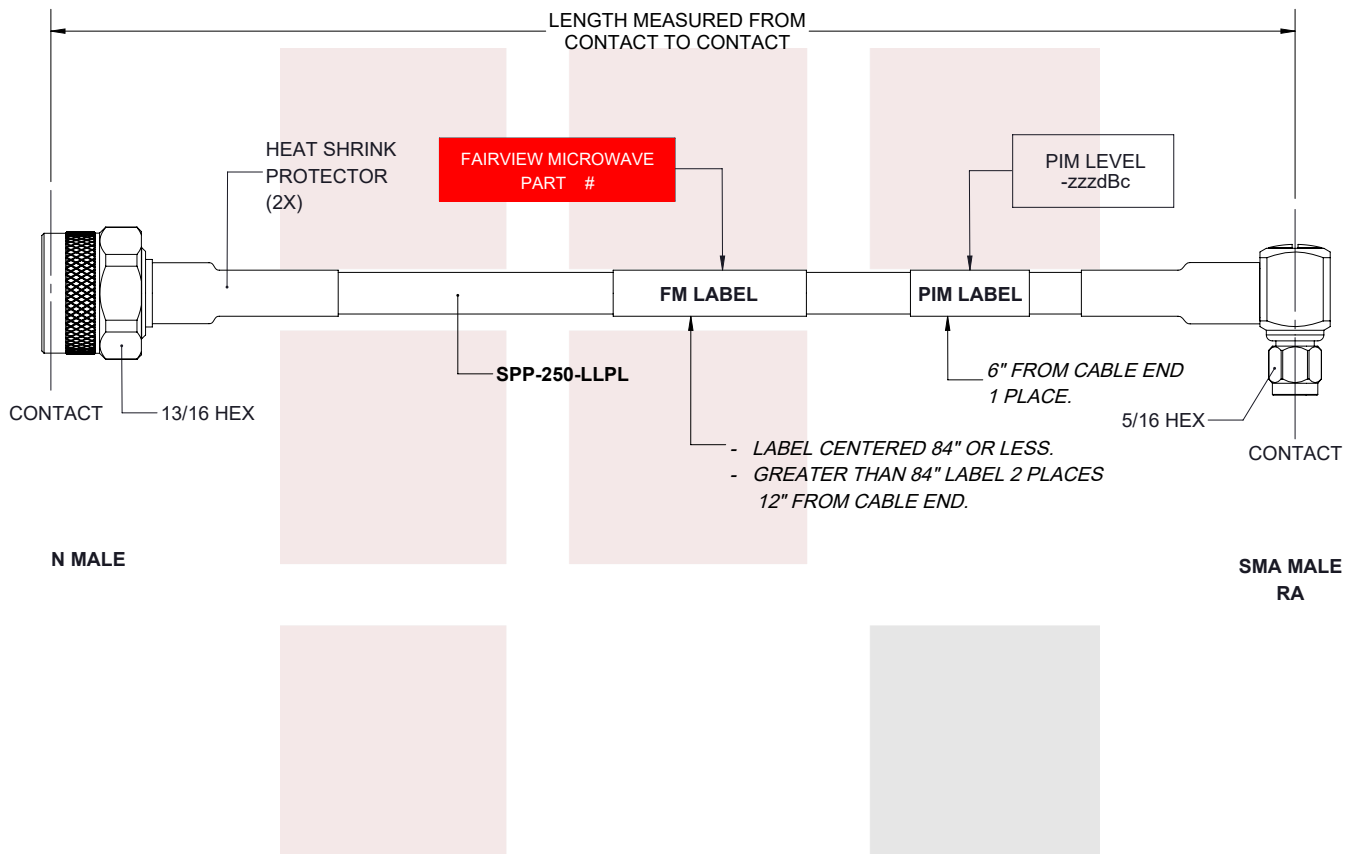 LENGTH MEASURED FROM
CONTACT TO CONTACT
HEAT SHRINK
PROTECTOR
(2X)
FAIRVIEW MICROWAVE
PART #
PIM LEVEL
-zzzdBc
FM LABEL
PIM LABEL
SPP-250-LLPL
6" FROM CABLE END
1 PLACE.
CONTACT
13/16 HEX
5/16 HEX
CONTACT
- LABEL CENTERED 84" OR LESS.
- GREATER THAN 84" LABEL 2 PLACES
12" FROM CABLE END.
N MALE
SMA MALE
RA